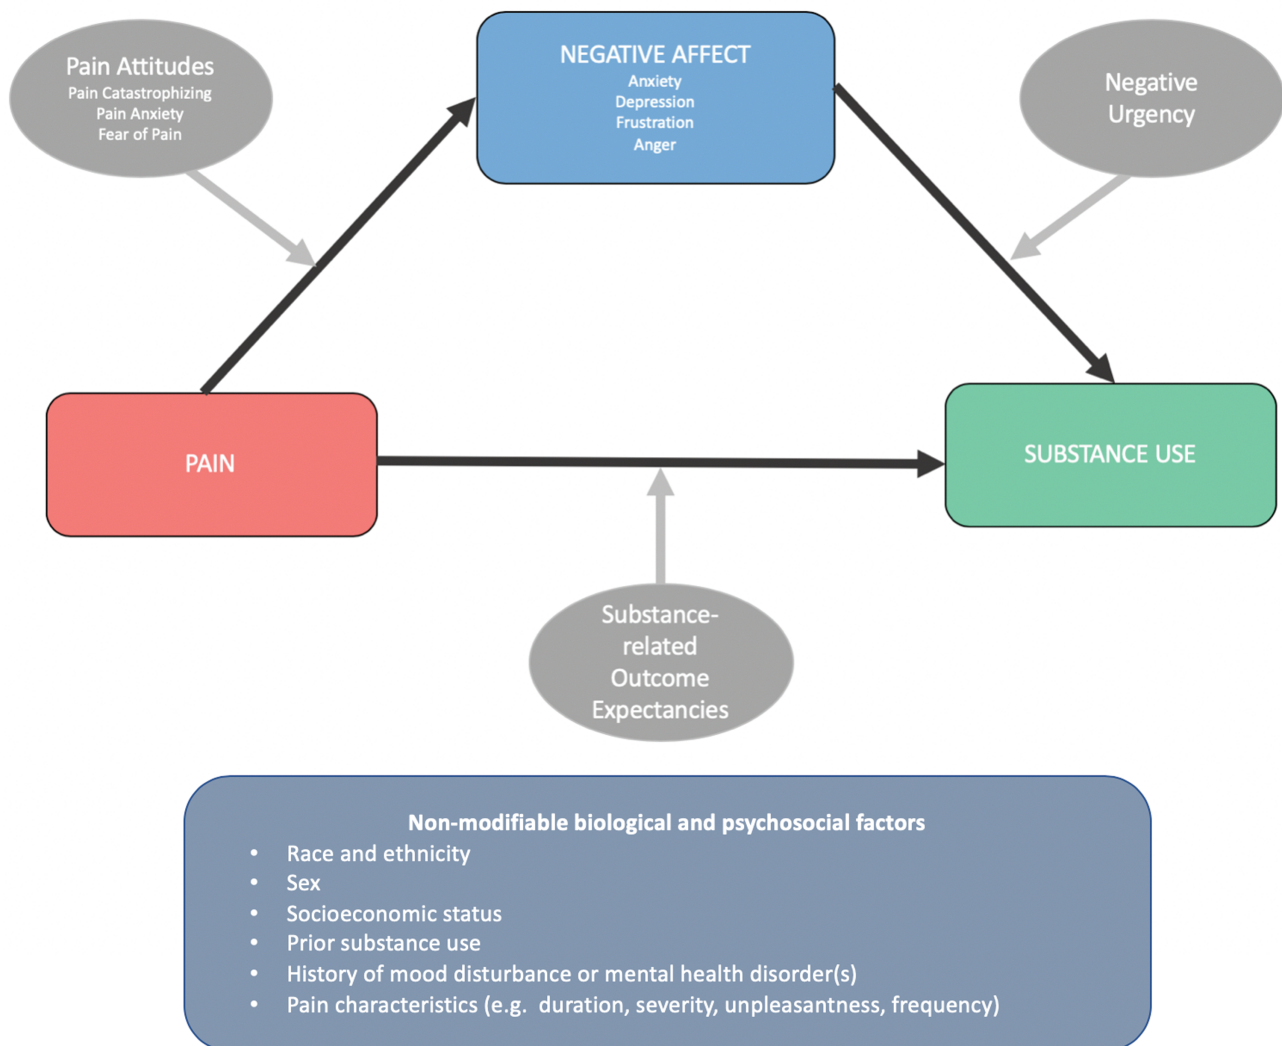 Pain Attitudes
Pain Catastrophizing
Pain Anxiety
Fear of Pain
NEGATIVE AFFECT
Anxiety
Depression
Frustration
Anger
Negative
Urgency
PAIN
SUBSTANCE USE
Substance-
related
Outcome
Expectancies
Non-modifiable biological and psychosocial factors
• Race and ethnicity
• Sex
• Socioeconomic status
• Prior substance use
• History of mood disturbance or mental health disorder(s)
• Pain characteristics (e.g. duration, severity, unpleasantness, frequency)